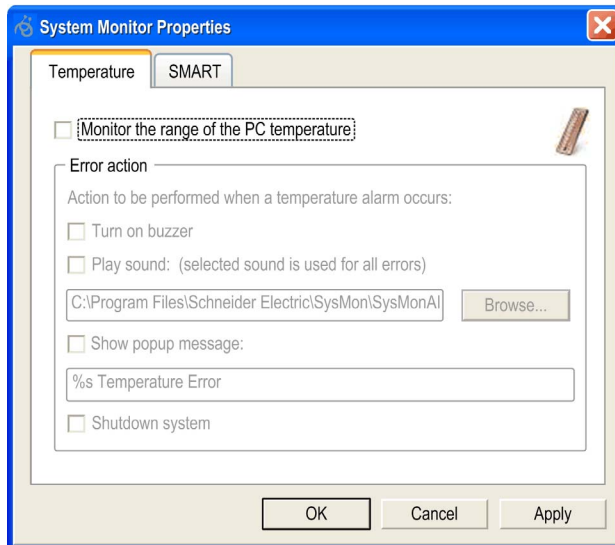 System Monitor Properties
Temperature SMART
Monitor the range of the PC temperature
Error action
Action to be performed when a temperature alarm occurs:
Turn on buzzer
Play sound: (selected sound is used for all errors)
C:\Program Files\Schneider Electric\SysMon\SysMonAl Browse...
Show popup message:
%s Temperature Error
Shutdown system
OK Cancel Apply